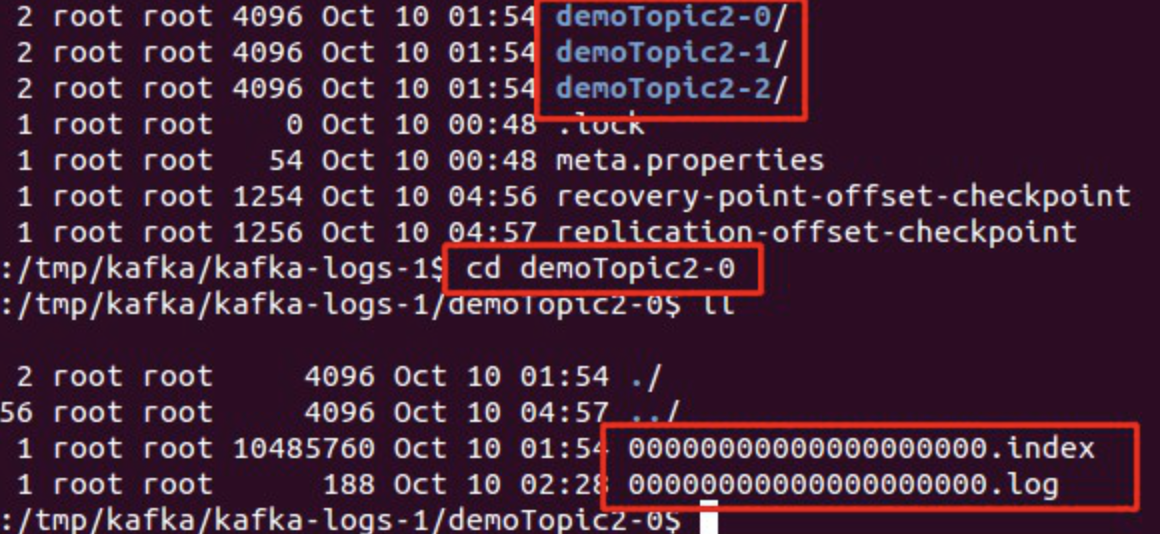 2 root root 4096 Oct 10 01:54 demoTopic2-0/
2 root root 4096 Oct 10 01:54 demoTopic2-1/
2 root root 4096 Oct 10 01:54 demoTopic2-2/
1 root root 0 Oct 10 00:48 .lock
1 root root 54 Oct 10 00:48 meta.properties
1 root root 1254 Oct 10 04:56 recovery-point-offset-checkpoint
1 root root 1256 Oct 10 04:57 replication-offset-checkpoint
:/tmp/kafka/kafka-logs-1$ cd demoTopic2-0
:/tmp/kafka/kafka-logs-1/demoTopic2-0$ ll
2 root root 4096 Oct 10 01:54 ./
56 root root 4096 Oct 10 04:57 ../
1 root root 10485760 Oct 10 01:54 00000000000000000000.index
1 root root 188 Oct 10 02:28 00000000000000000000.log
:/tmp/kafka/kafka-logs-1/demoTopic2-0$